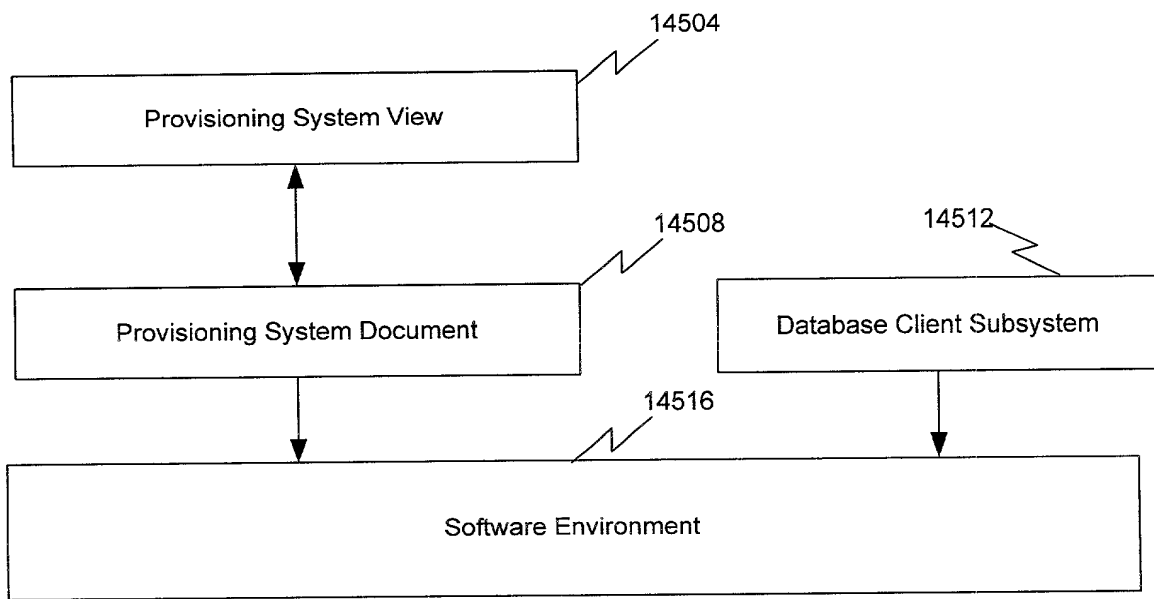 14504
Provisioning System View
14508
14512
Provisioning System Document
Database Client Subsystem
14516
Software Environment